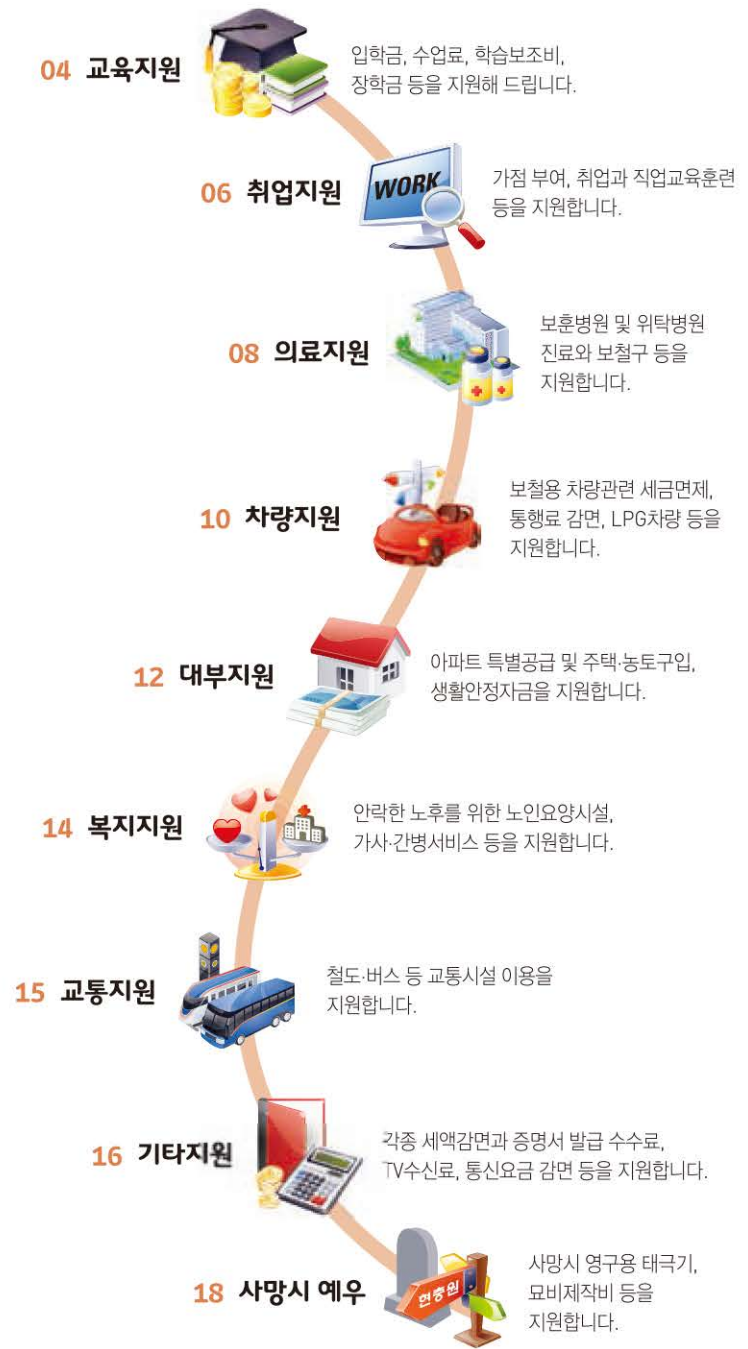 04 교육지원
입학금, 수업료, 학습보조비,
장학금 등을 지원해 드립니다.
06 취업지원
WORK
가점 부여, 취업과 직업교육훈련
등을 지원합니다.
08 의료지원
보훈병원 및 위탁병원
진료와 보철구 등을
지원합니다.
10 차량지원
보철용 차량관련 세금면제,
통행료 감면, LPG차량 등을
지원합니다.
12 대부지원
아파트 특별공급 및 주택·농토구입,
생활안정자금을 지원합니다.
14 복지지원
안락한 노후를 위한 노인요양시설,
가사·간병서비스 등을 지원합니다.
15 교통지원
철도·버스 등 교통시설 이용을
지원합니다.
16 기타지원
각종 세액감면과 증명서 발급 수수료,
TV수신료, 통신요금 감면 등을 지원합니다.
18 사망시 예우
현충원
사망시 영구용 태극기,
묘비제작비 등을
지원합니다.